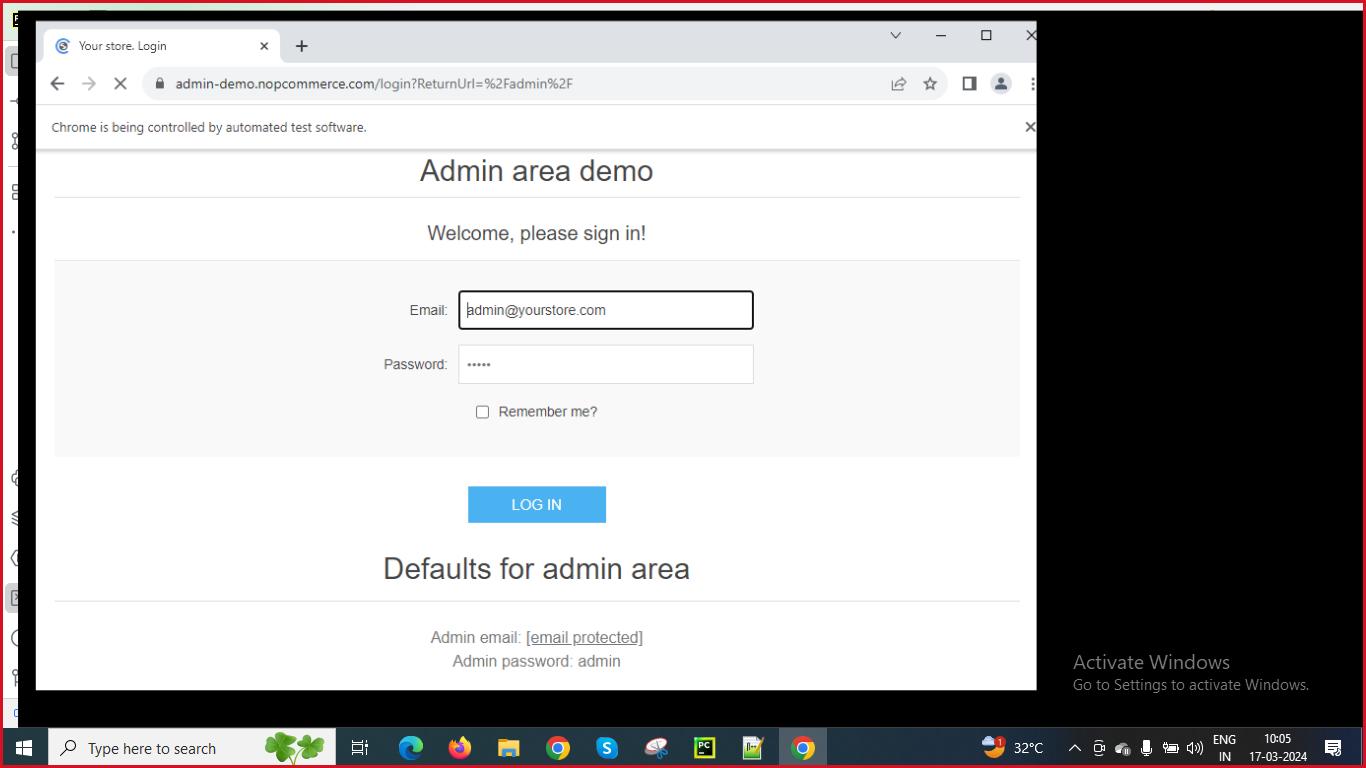 Your store. Login
admin-demo.nopcommerce.com/login?ReturnUrl=%2Fadmin%2F
Chrome is being controlled by automated test software.
Admin area demo
Welcome, please sign in!
Email: admin@yourstore.com
Password: •••••
Remember me?
LOG IN
Defaults for admin area
Admin email: [email protected]
Admin password: admin
Activate Windows
Go to Settings to activate Windows.
Type here to search
S
PC
1
32°C
ENG
IN
10:05
17-03-2024